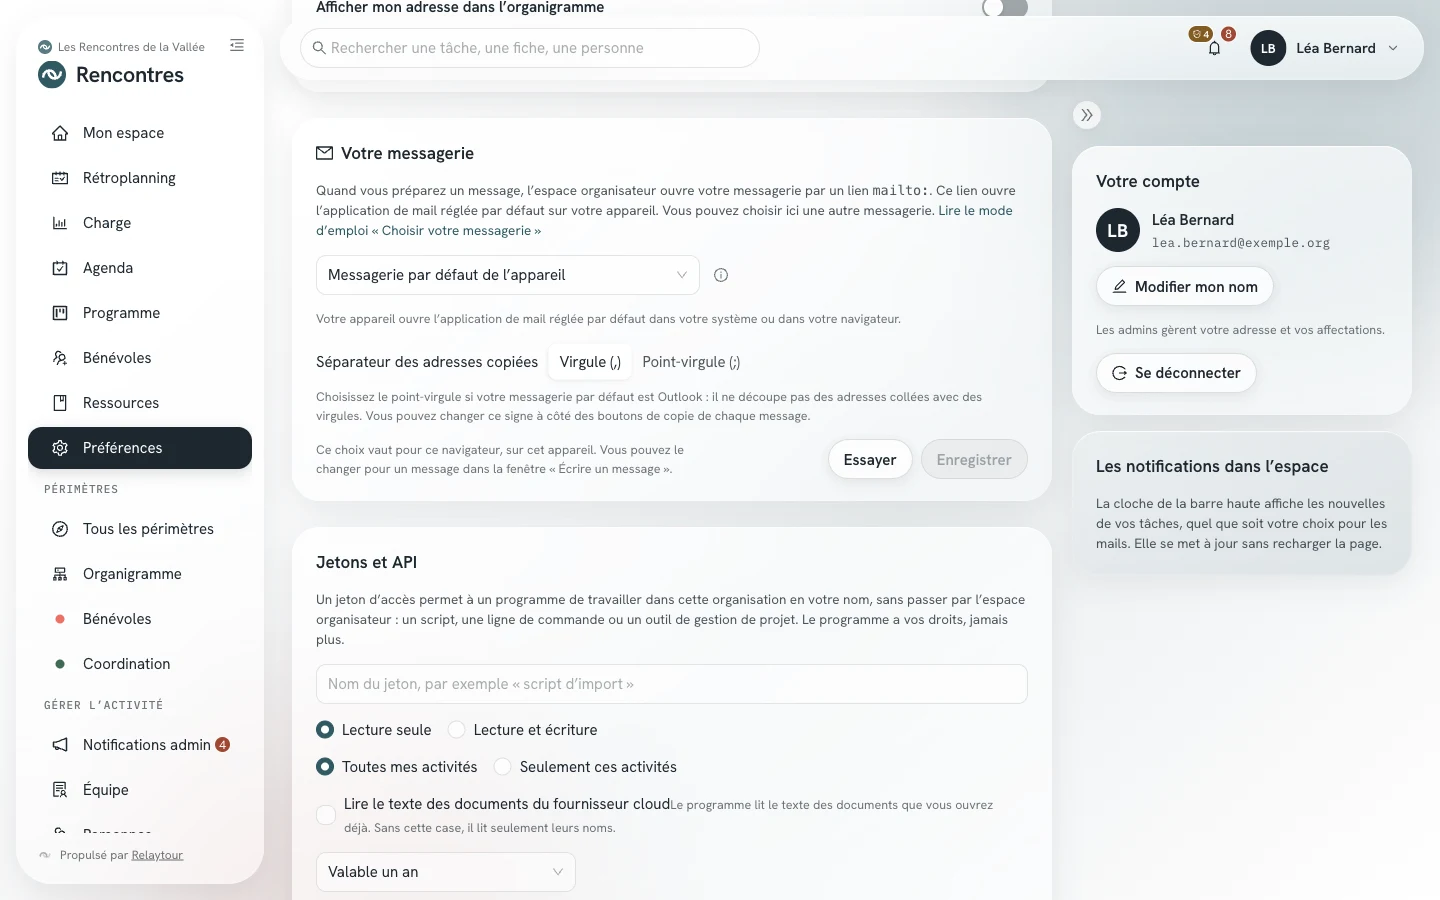 Afficher mon adresse dans l’organigramme
Les Rencontres de la Vallée
Rencontres
Rechercher une tâche, une fiche, une personne
4
8
LB
Léa Bernard
Mon espace
Rétroplanning
Charge
Agenda
Programme
Bénévoles
Ressources
Préférences
PÉRIMÈTRES
Tous les périmètres
Organigramme
Bénévoles
Coordination
GÉRER L’ACTIVITÉ
Notifications admin 4
Équipe
Propulsé par Relaytour
Votre messagerie
Quand vous préparez un message, l’espace organisateur ouvre votre messagerie par un lien mailto:. Ce lien ouvre
l’application de mail réglée par défaut sur votre appareil. Vous pouvez choisir ici une autre messagerie. Lire le mode
d’emploi « Choisir votre messagerie »
Messagerie par défaut de l’appareil
Votre appareil ouvre l’application de mail réglée par défaut dans votre système ou dans votre navigateur.
Séparateur des adresses copiées Virgule (,) Point-virgule (;)
Choisissez le point-virgule si votre messagerie par défaut est Outlook : il ne découpe pas des adresses collées avec des
virgules. Vous pouvez changer ce signe à côté des boutons de copie de chaque message.
Ce choix vaut pour ce navigateur, sur cet appareil. Vous pouvez le
changer pour un message dans la fenêtre « Écrire un message ».
Essayer
Enregistrer
Jetons et API
Un jeton d’accès permet à un programme de travailler dans cette organisation en votre nom, sans passer par l’espace
organisateur : un script, une ligne de commande ou un outil de gestion de projet. Le programme a vos droits, jamais
plus.
Nom du jeton, par exemple « script d’import »
Lecture seule Lecture et écriture
Toutes mes activités Seulement ces activités
Lire le texte des documents du fournisseur cloudLe programme lit le texte des documents que vous ouvrez
déjà. Sans cette case, il lit seulement leurs noms.
Valable un an
Votre compte
LB
Léa Bernard
lea.bernard@exemple.org
Modifier mon nom
Les admins gèrent votre adresse et vos affectations.
Se déconnecter
Les notifications dans l’espace
La cloche de la barre haute affiche les nouvelles
de vos tâches, quel que soit votre choix pour les
mails. Elle se met à jour sans recharger la page.